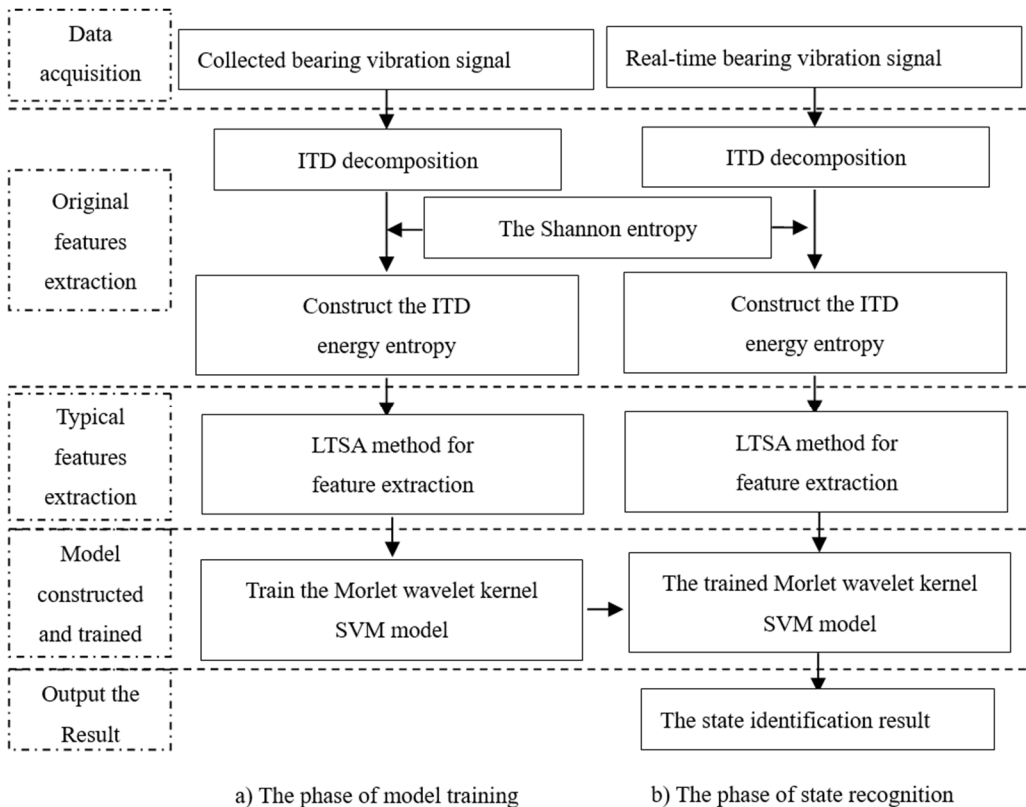 Data
acquisition
Collected bearing vibration signal
Real-time bearing vibration signal
Original
features
extraction
ITD decomposition
ITD decomposition
The Shannon entropy
Construct the ITD
energy entropy
Construct the ITD
energy entropy
Typical
features
extraction
LTSA method for
feature extraction
LTSA method for
feature extraction
Model
constructed
and trained
Train the Morlet wavelet kernel
SVM model
The trained Morlet wavelet kernel
SVM model
Output the
Result
The state identification result
a) The phase of model training
b) The phase of state recognition